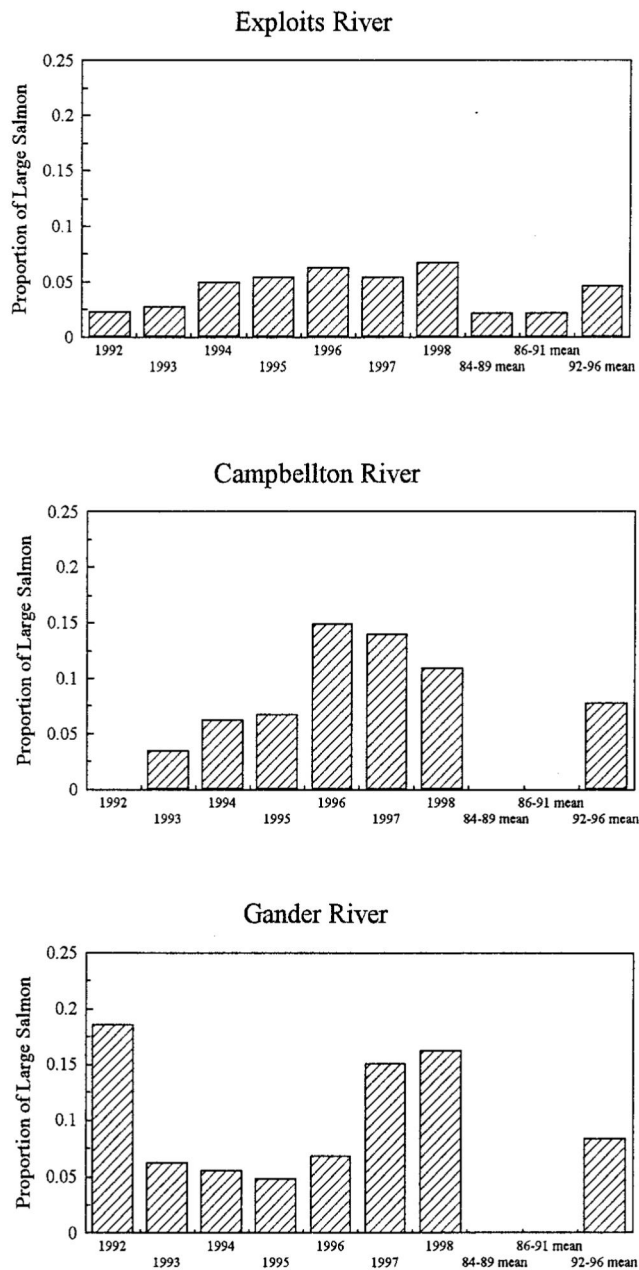 Exploits River
Proportion of Large Salmon
0.25
0.2
0.15
0.1
0.05
0
1992 1994 1996 1998 86-91 mean
1993 1995 1997 84-89 mean 92-96 mean
Campbellton River
Proportion of Large Salmon
0.25
0.2
0.15
0.1
0.05
0
1992 1994 1996 1998 86-91 mean
1993 1995 1997 84-89 mean 92-96 mean
Gander River
Proportion of Large Salmon
0.25
0.2
0.15
0.1
0.05
0
1992 1994 1996 1998 86-91 mean
1993 1995 1997 84-89 mean 92-96 mean